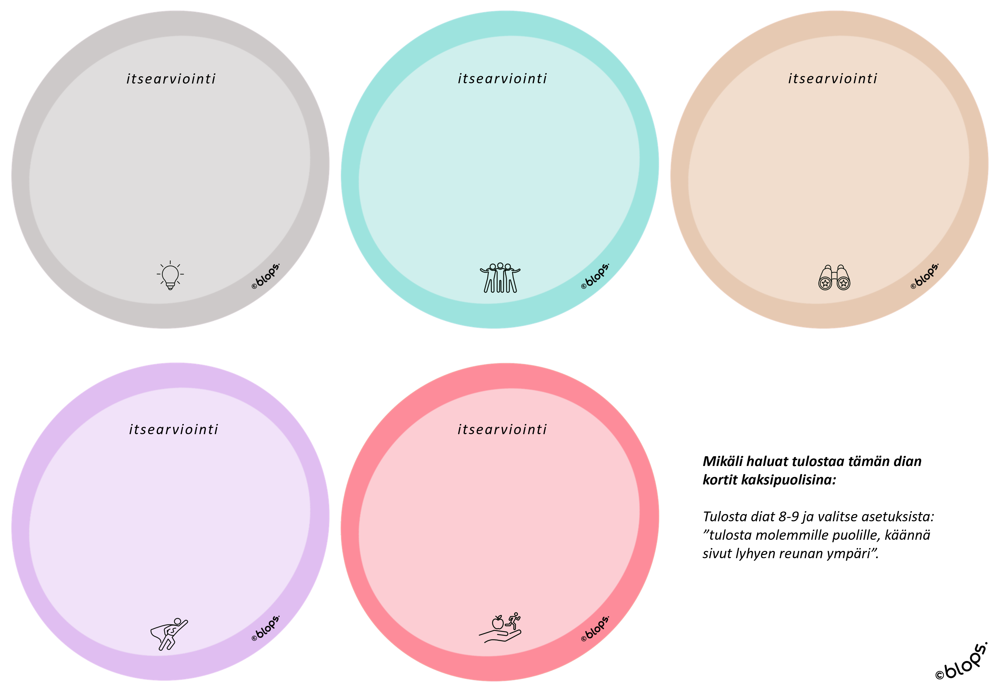 itsearviointi
©blops.
itsearviointi
©blops.
itsearviointi
©blops.
itsearviointi
©blops.
itsearviointi
©blops.
Mikäli haluat tulostaa tämän dian
kortit kaksipuolisina:
Tulosta diat 8-9 ja valitse asetuksista:
”tulosta molemmille puolille, käännä
sivut lyhyen reunan ympäri”.
©blops.